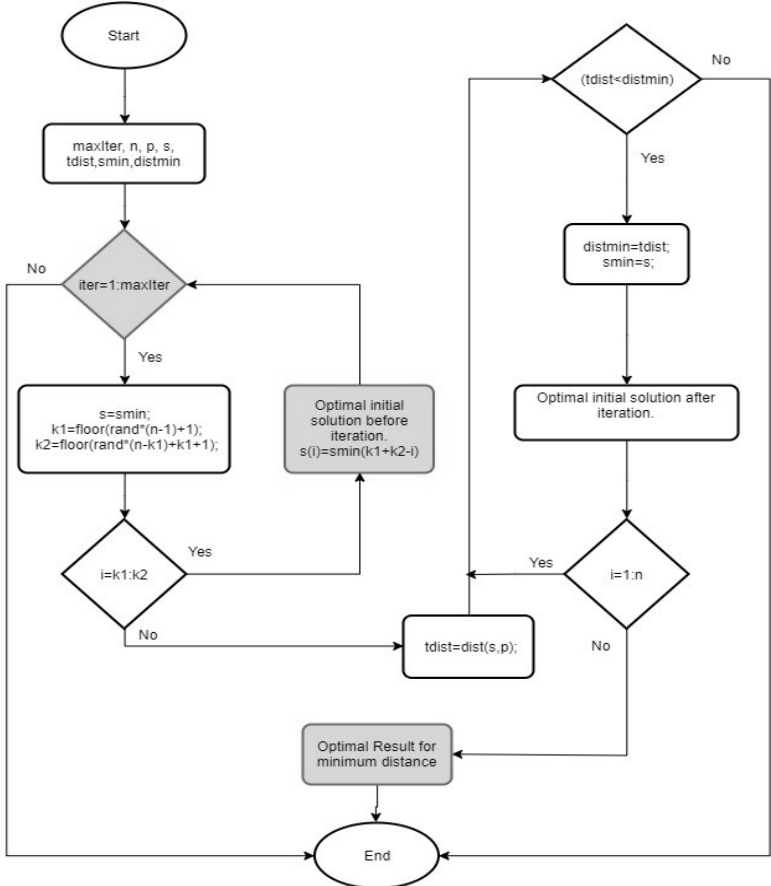 Start
maxIter, n, p, s,
tdist,smin,distmin
No
iter=1:maxIter
Yes
s=smin;
k1=floor(rand*(n-1)+1);
k2=floor(rand*(n-k1)+k1+1);
Optimal initial
solution before
iteration.
s(i)=smin(k1+k2-i)
i=k1:k2
Yes
No
tdist=dist(s,p);
(tdist<distmin)
No
Yes
distmin=tdist;
smin=s;
Optimal initial solution after
iteration.
i=1:n
Yes
No
Optimal Result for
minimum distance
End